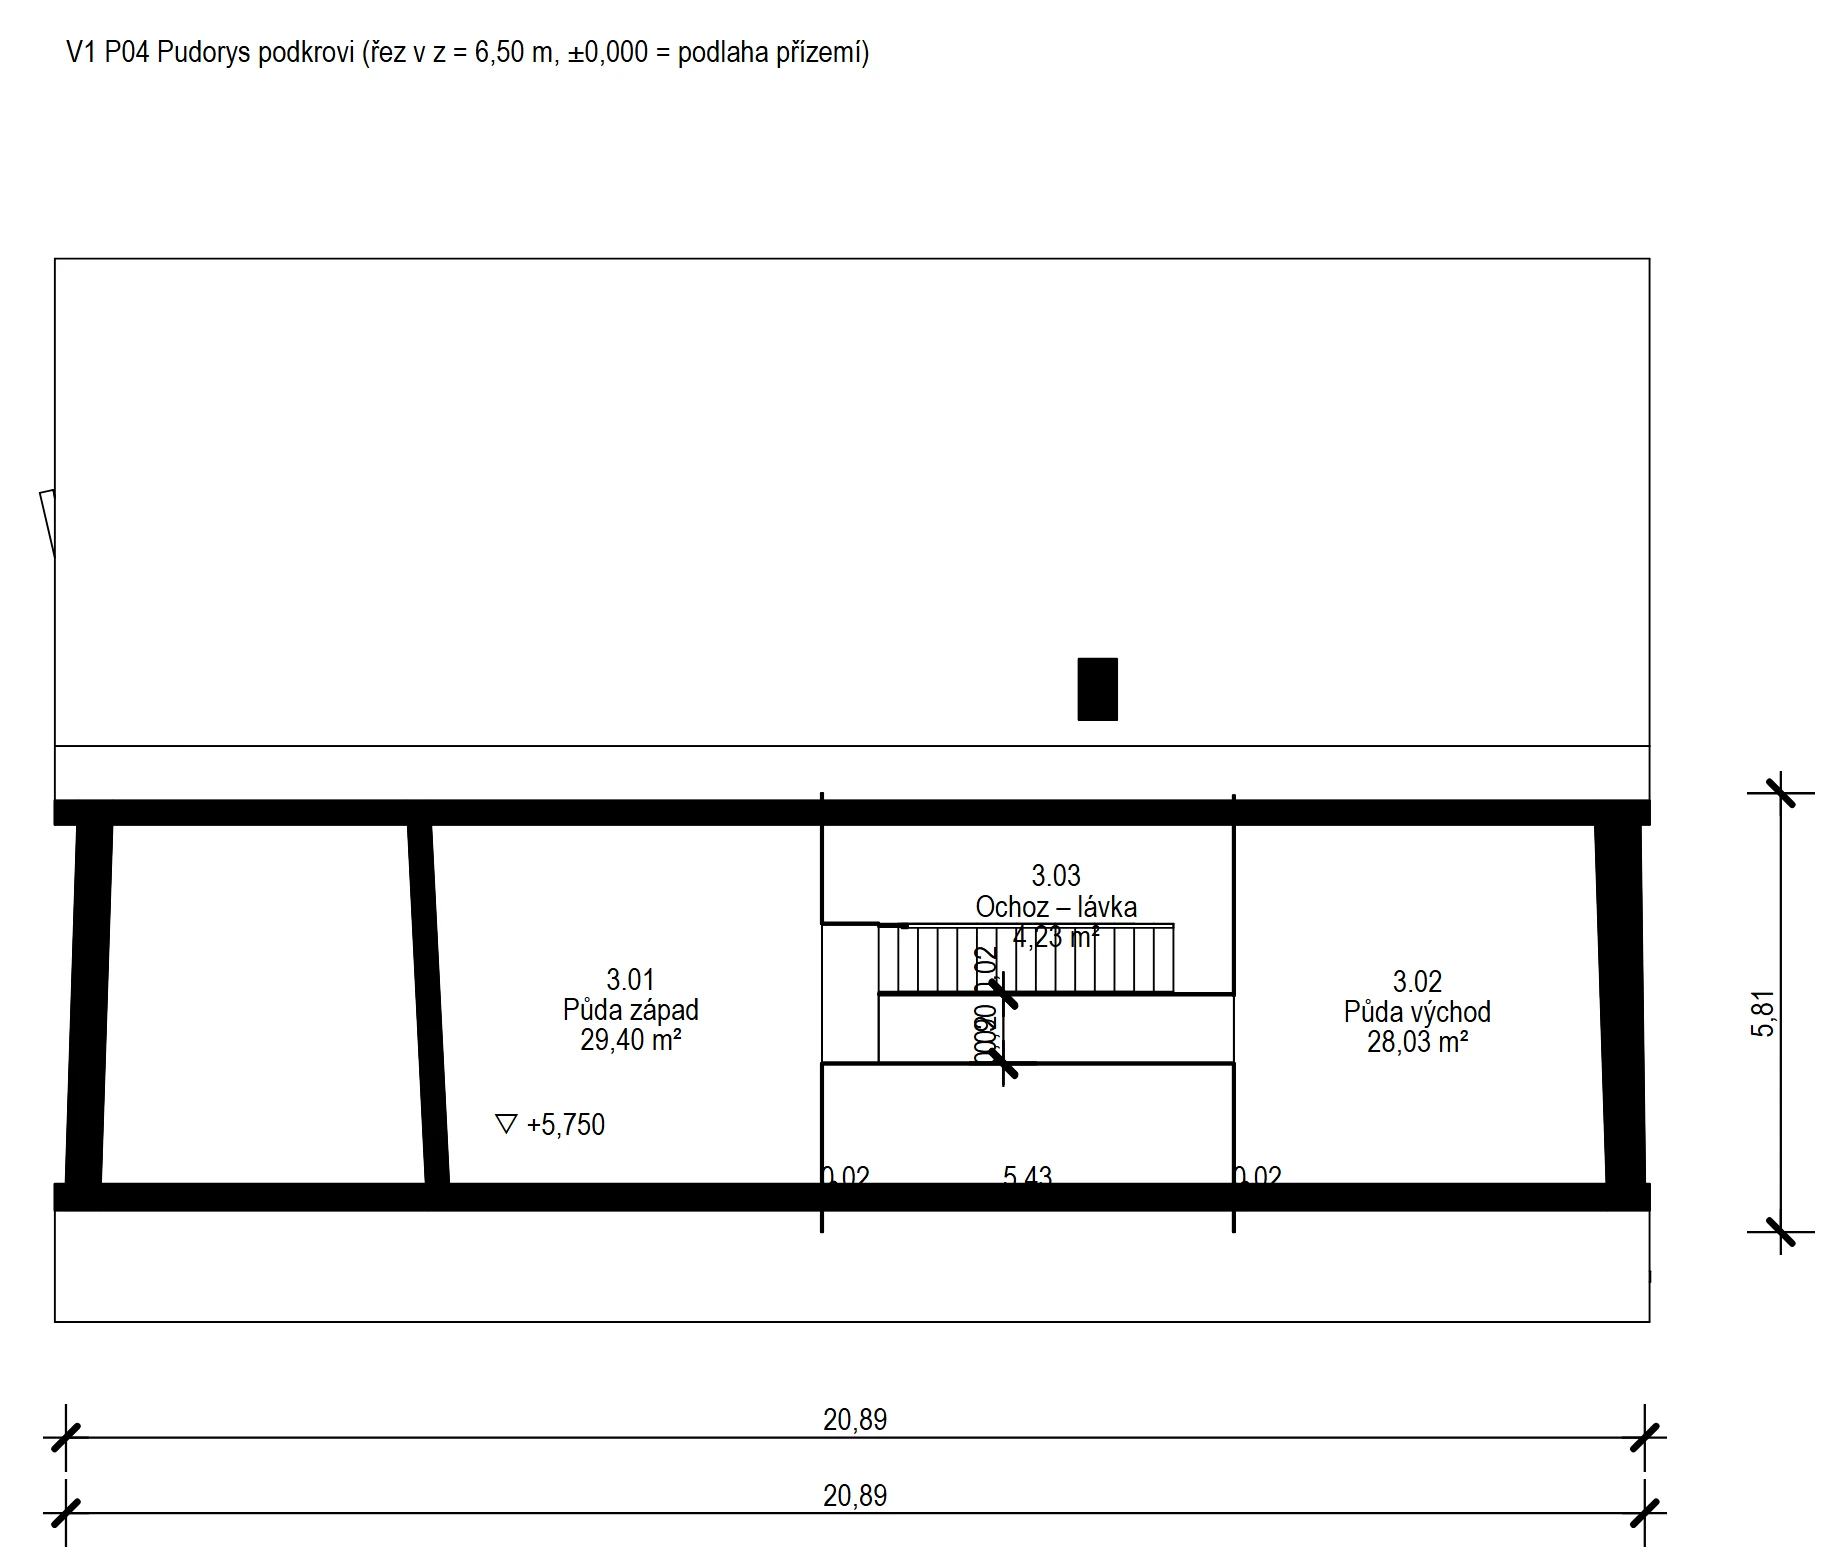 V1 P04 Pudorys podkrovi (řez v z = 6,50 m, ±0,000 = podlaha přízemí)
3.03
Ochoz – lávka
4,23 m²
3.01
Půda západ
29,40 m²
3.02
Půda východ
28,03 m²
0,02
5,81
+5,750
0,02
5,43
0,02
20,89
20,89